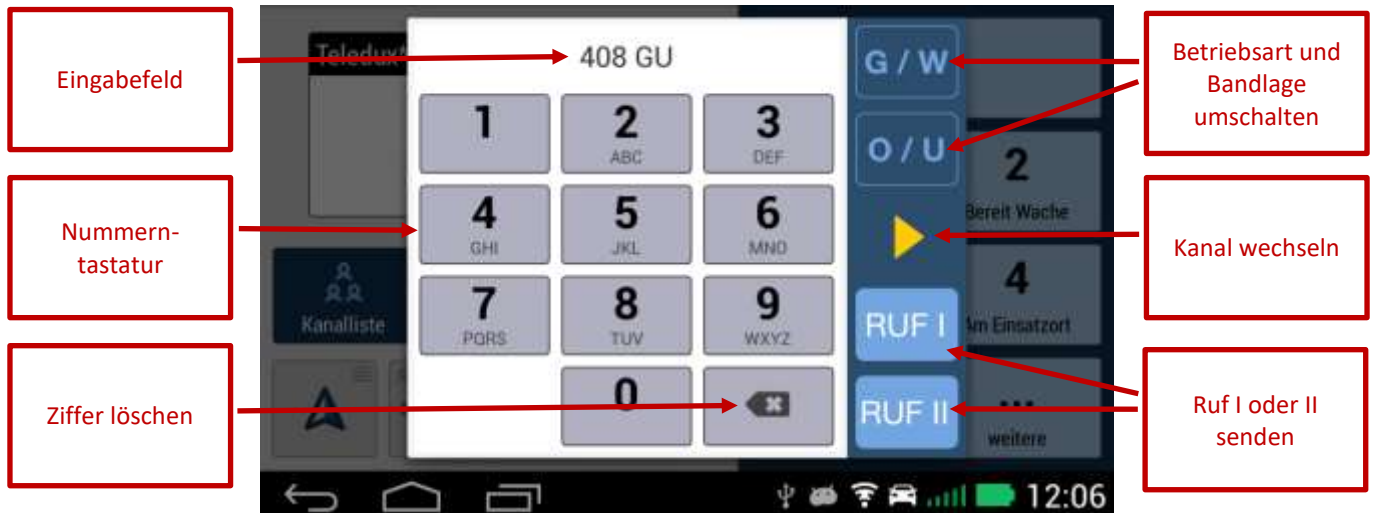 Eingabefeld
Nummern-
tastatur
Ziffer löschen
408 GU
1
2
ABC
3
DEF
4
GHI
5
JKL
6
MNO
7
PQRS
8
TUV
9
WXYZ
0
G / W
O / U
RUF I
RUF II
Teledux
Kanalliste
2
Bereit Wache
4
Am Einsatzort
...
weitere
12:06
Betriebsart und
Bandlage
umschalten
Kanal wechseln
Ruf I oder II
senden